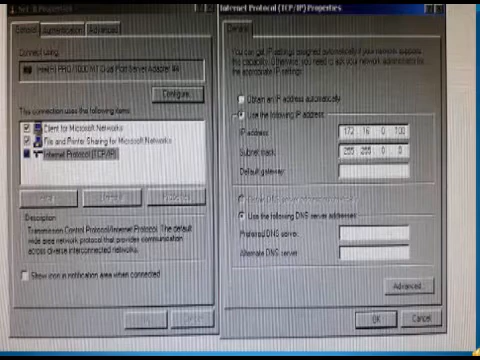 Properties
General Authentication Advanced
Connect using:
Intel(R) PRO/1000 MT Dual Port Server Adapter #4
Configure...
This connection uses the following items:
Client for Microsoft Networks
File and Printer Sharing for Microsoft Networks
Internet Protocol (TCP/IP)
Install... Uninstall Properties
Description
Transmission Control Protocol/Internet Protocol. The default
wide area network protocol that provides communication
across diverse interconnected networks.
Show icon in notification area when connected
Internet Protocol (TCP/IP) Properties
General
You can get IP settings assigned automatically if your network supports
this capability. Otherwise, you need to ask your network administrator for
the appropriate IP settings.
Obtain an IP address automatically
Use the following IP address:
IP address: 172 . 16 . 0 . 100
Subnet mask: 255 . 255 . 0 . 0
Default gateway:
Use the following DNS server addresses:
Preferred DNS server:
Alternate DNS server:
Advanced...
OK Cancel